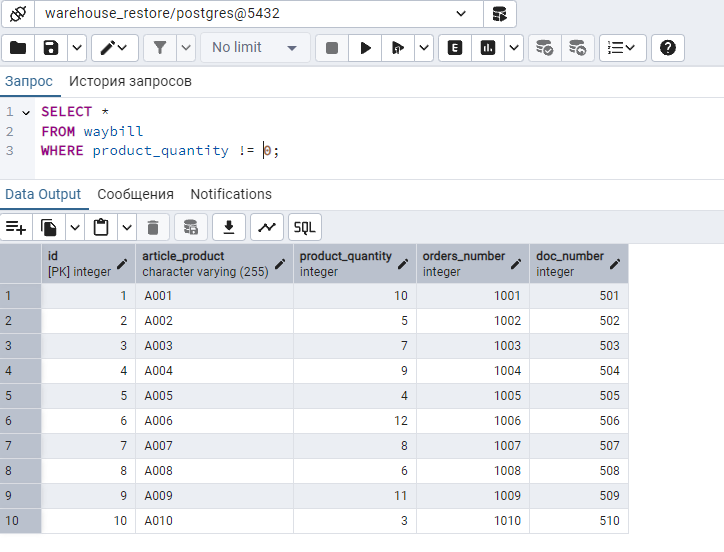 warehouse_restore/postgres@5432
No limit
E
Запрос История запросов
1 SELECT *
2 FROM waybill
3 WHERE product_quantity != 0;
Data Output Сообщения Notifications
SQL
id article_product product_quantity orders_number doc_number
[PK] integer character varying (255) integer integer integer
1 1 A001 10 1001 501
2 2 A002 5 1002 502
3 3 A003 7 1003 503
4 4 A004 9 1004 504
5 5 A005 4 1005 505
6 6 A006 12 1006 506
7 7 A007 8 1007 507
8 8 A008 6 1008 508
9 9 A009 11 1009 509
10 10 A010 3 1010 510